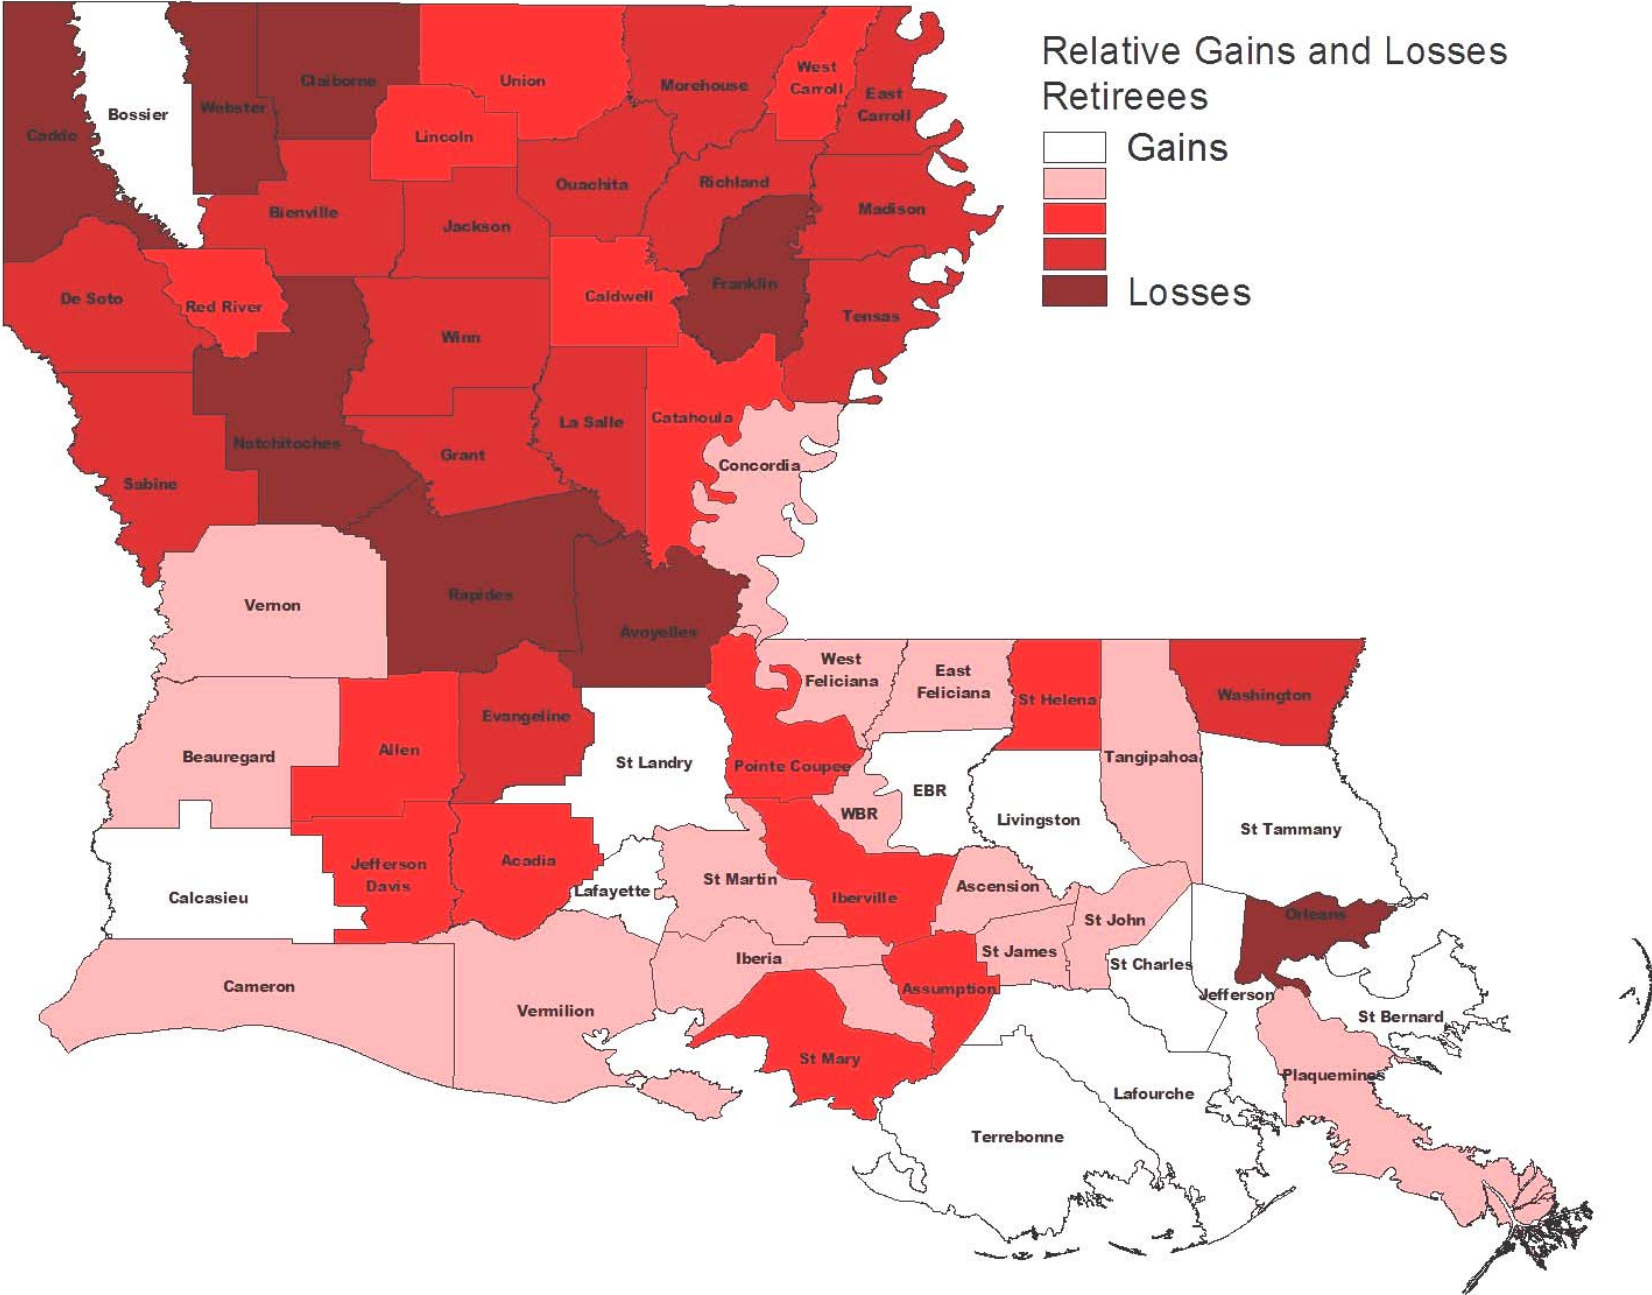 Relative Gains and Losses
Retireees
Gains
Losses
Caddo
Bossier
Webster
Claiborne
Union
Lincoln
Morehouse
West
Carroll
East
Carroll
Bienville
Jackson
Ouachita
Richland
Madison
De Soto
Red River
Winn
Caldwell
Franklin
Tensas
Sabine
Natchitoches
Grant
La Salle
Catahoula
Concordia
Vernon
Rapides
Avoyelles
Beauregard
Allen
Evangeline
St Landry
Pointe Coupee
West
Feliciana
East
Feliciana
St Helena
Tangipahoa
Washington
WBR
EBR
Livingston
St Tammany
Calcasieu
Jefferson
Davis
Acadia
Lafayette
St Martin
Iberville
Ascension
St John
St James
St Charles
Orleans
Jefferson
St Bernard
Cameron
Vermilion
Iberia
Assumption
St Mary
Terrebonne
Lafourche
Plaquemines